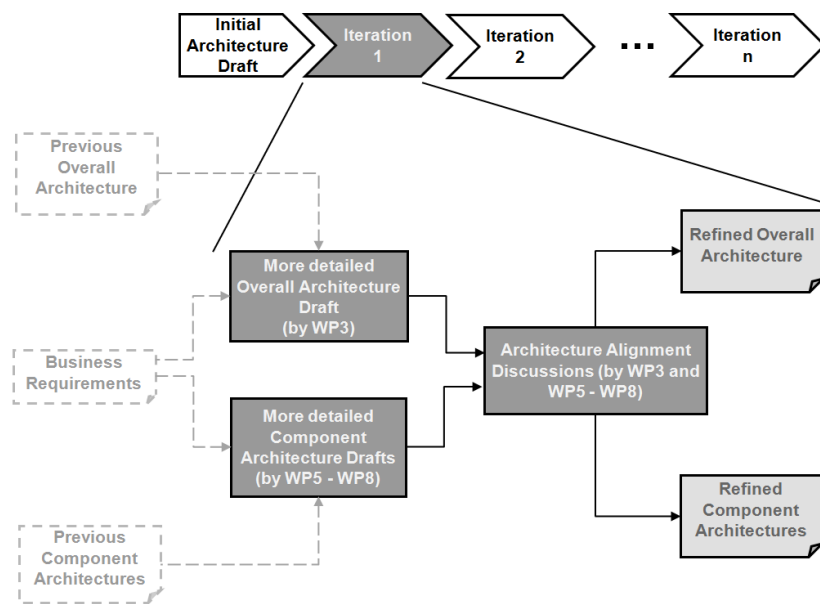 Initial
Architecture
Draft
Iteration
1
Iteration
2
...
Iteration
n
Previous
Overall
Architecture
More detailed
Overall Architecture
Draft
(by WP3)
Refined Overall
Architecture
Business
Requirements
Architecture Alignment
Discussions (by WP3 and
WP5 - WP8)
More detailed
Component
Architecture Drafts
(by WP5 - WP8)
Refined
Component
Architectures
Previous
Component
Architectures